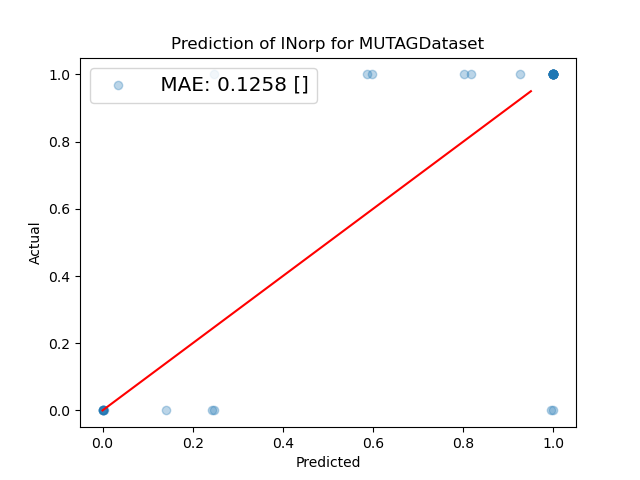 Prediction of INorp for MUTAGDataset
MAE: 0.1258 []
1.0
0.8
0.6
0.4
0.2
0.0
Actual
0.0 0.2 0.4 0.6 0.8 1.0
Predicted